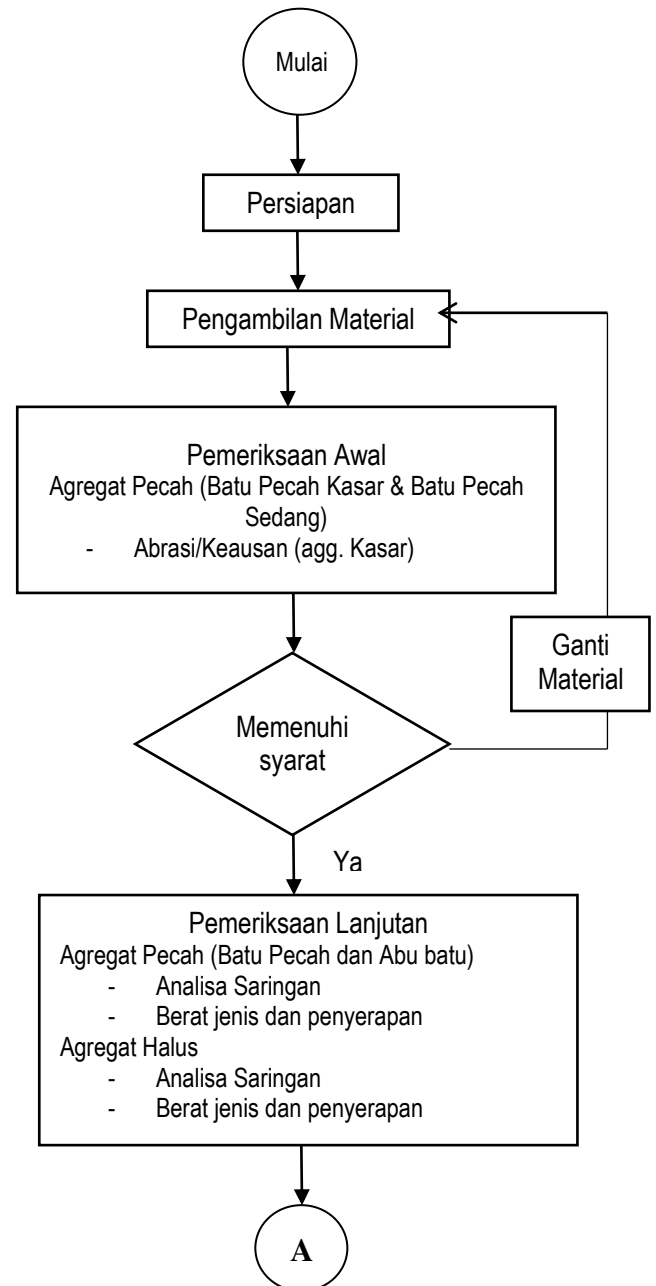 Mulai
Persiapan
Pengambilan Material
Pemeriksaan Awal
Agregat Pecah (Batu Pecah Kasar & Batu Pecah
Sedang)
- Abrasi/Keausan (agg. Kasar)
Ganti
Material
Memenuhi
syarat
Ya
Pemeriksaan Lanjutan
Agregat Pecah (Batu Pecah dan Abu batu)
- Analisa Saringan
- Berat jenis dan penyerapan
Agregat Halus
- Analisa Saringan
- Berat jenis dan penyerapan
A